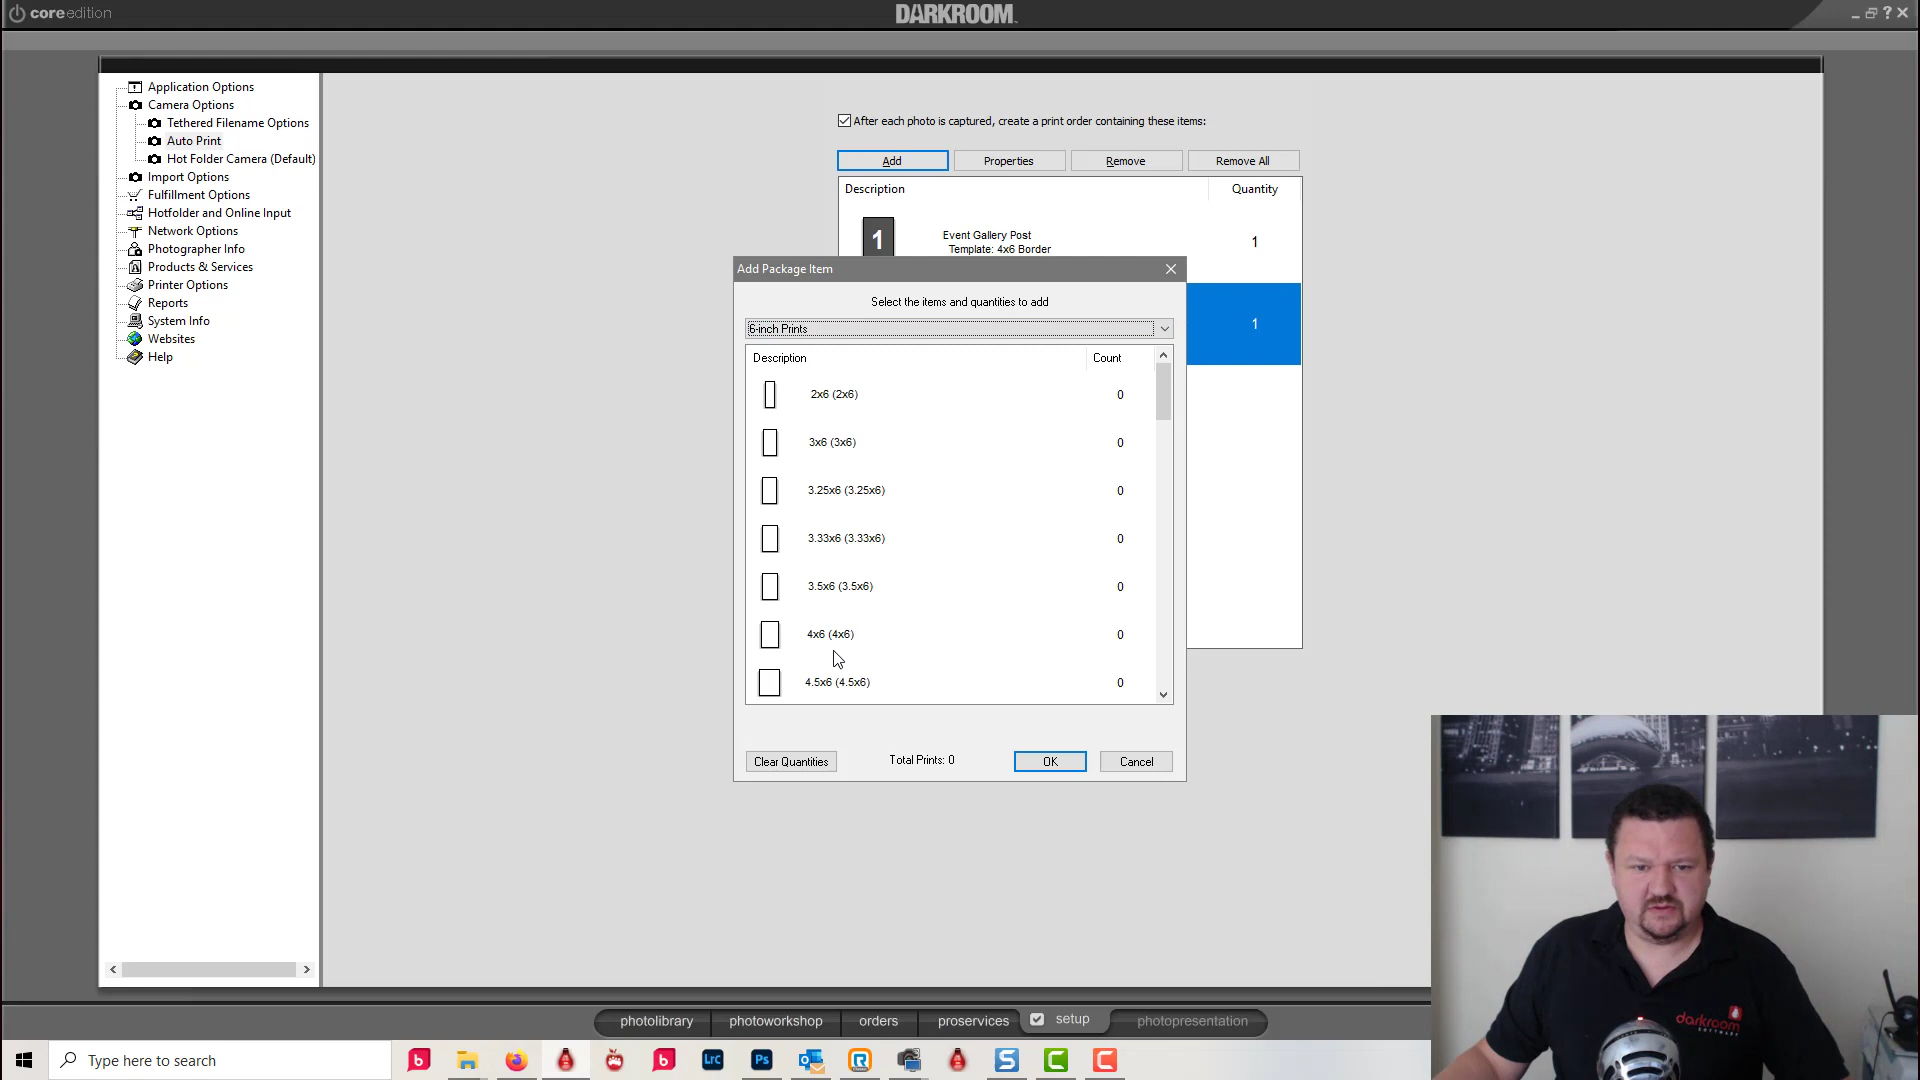 coreedition
DARKROOM
Application Options
Camera Options
Tethered Filename Options
Auto Print
Hot Folder Camera (Default)
Import Options
Fulfillment Options
Hotfolder and Online Input
Network Options
Photographer Info
Products & Services
Printer Options
Reports
System Info
Websites
Help
After each photo is captured, create a print order containing these items:
Add Properties Remove Remove All
Description Quantity
1 Event Gallery Post 1
Template: 4x6 Border
1
Add Package Item
Select the items and quantities to add
6-inch Prints
Description Count
2x6 (2x6) 0
3x6 (3x6) 0
3.25x6 (3.25x6) 0
3.33x6 (3.33x6) 0
3.5x6 (3.5x6) 0
4x6 (4x6) 0
4.5x6 (4.5x6) 0
Clear Quantities Total Prints: 0 OK Cancel
darkroom
SOFTWARE
photolibrary photoworkshop orders proservices setup photopresentation
Type here to search
b b Lrc Ps R S C C